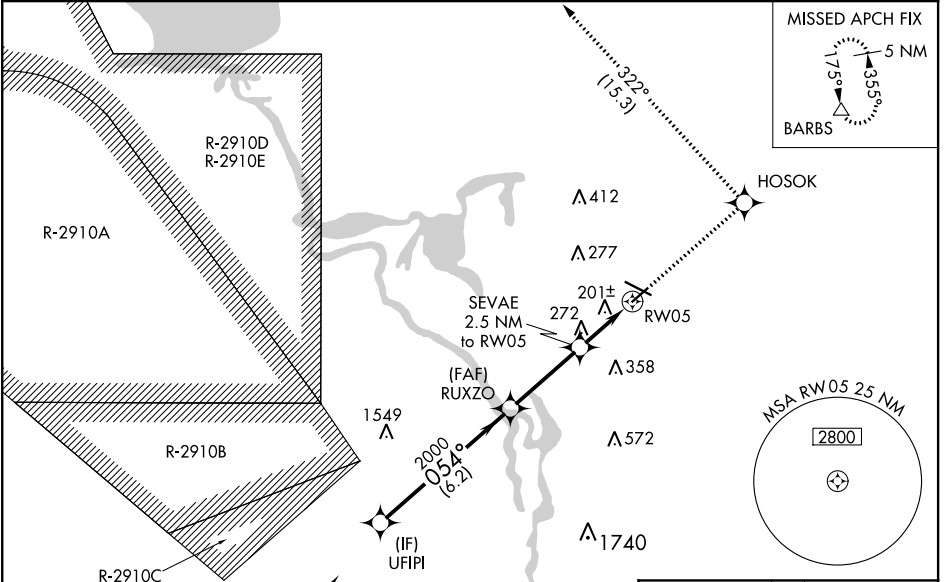 MISSED APCH FIX
5 NM
175°
355°
BARBS
322°
(15.3)
R-2910D
R-2910E
HOSOK
412
R-2910A
277
SEVAE
2.5 NM
to RW05
272
201±
RW05
(FAF)
RUXZO
358
MSA RW05 25 NM
1549
2800
572
R-2910B
2000
054°
(6.2)
(IF)
UFIPI
1740
R-2910C